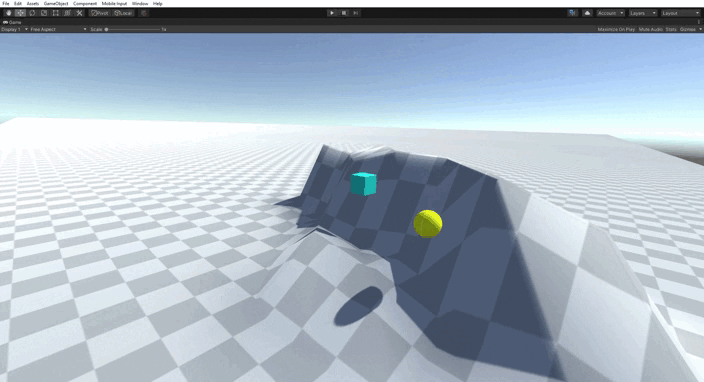 File Edit Assets GameObject Component Mobile Input Window Help
Pivot Local Account Layers Layout
Game
Display 1 Free Aspect Scale 1x Maximize On Play Mute Audio Stats Gizmos